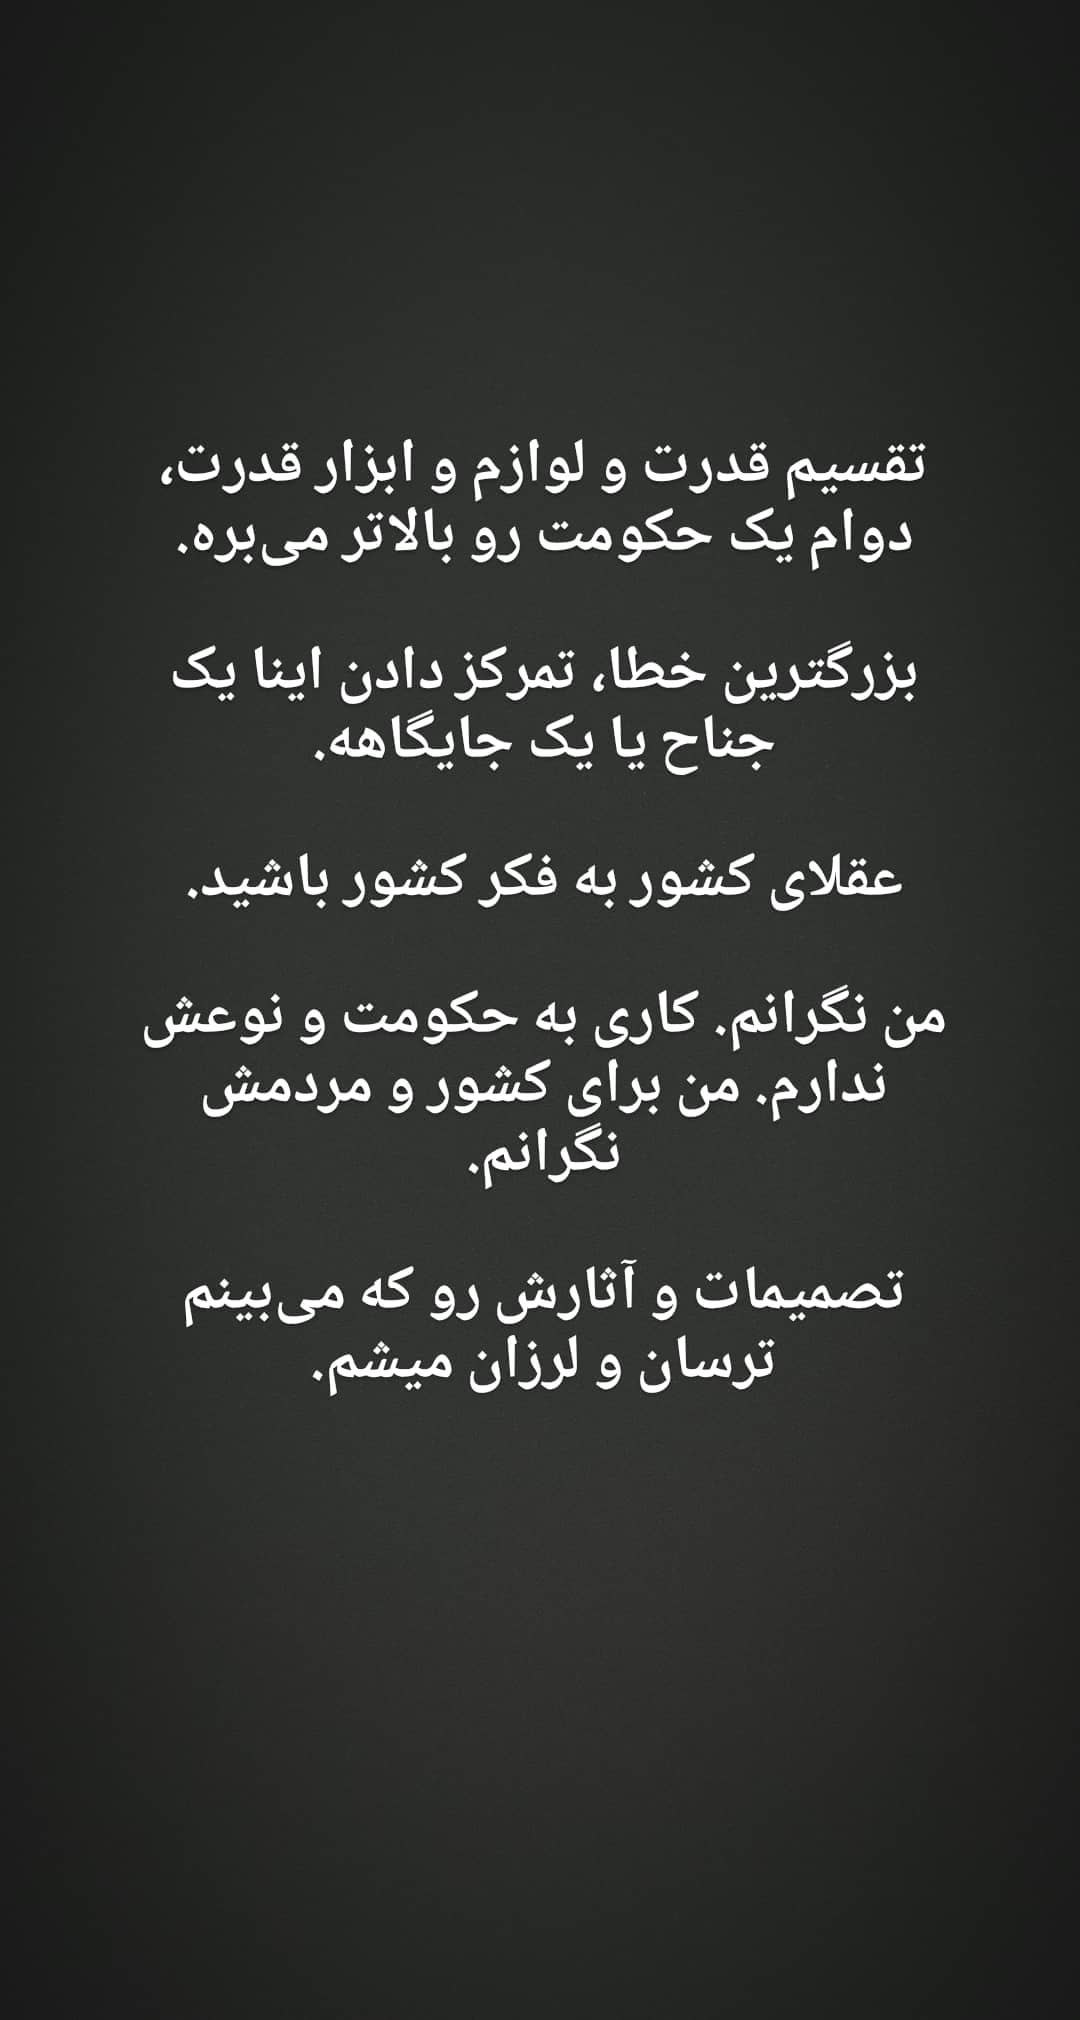 تقسیم قدرت و لوازم و ابزار قدرت،
دوام یک حکومت رو بالاتر می‌بره.
بزرگترین خطا، تمرکز دادن اینا یک
جناح یا یک جایگاهه.
عقلای کشور به فکر کشور باشید.
من نگرانم. کاری به حکومت و نوعش
ندارم. من برای کشور و مردمش
نگرانم.
تصمیمات و آثارش رو که می‌بینم
ترسان و لرزان میشم.